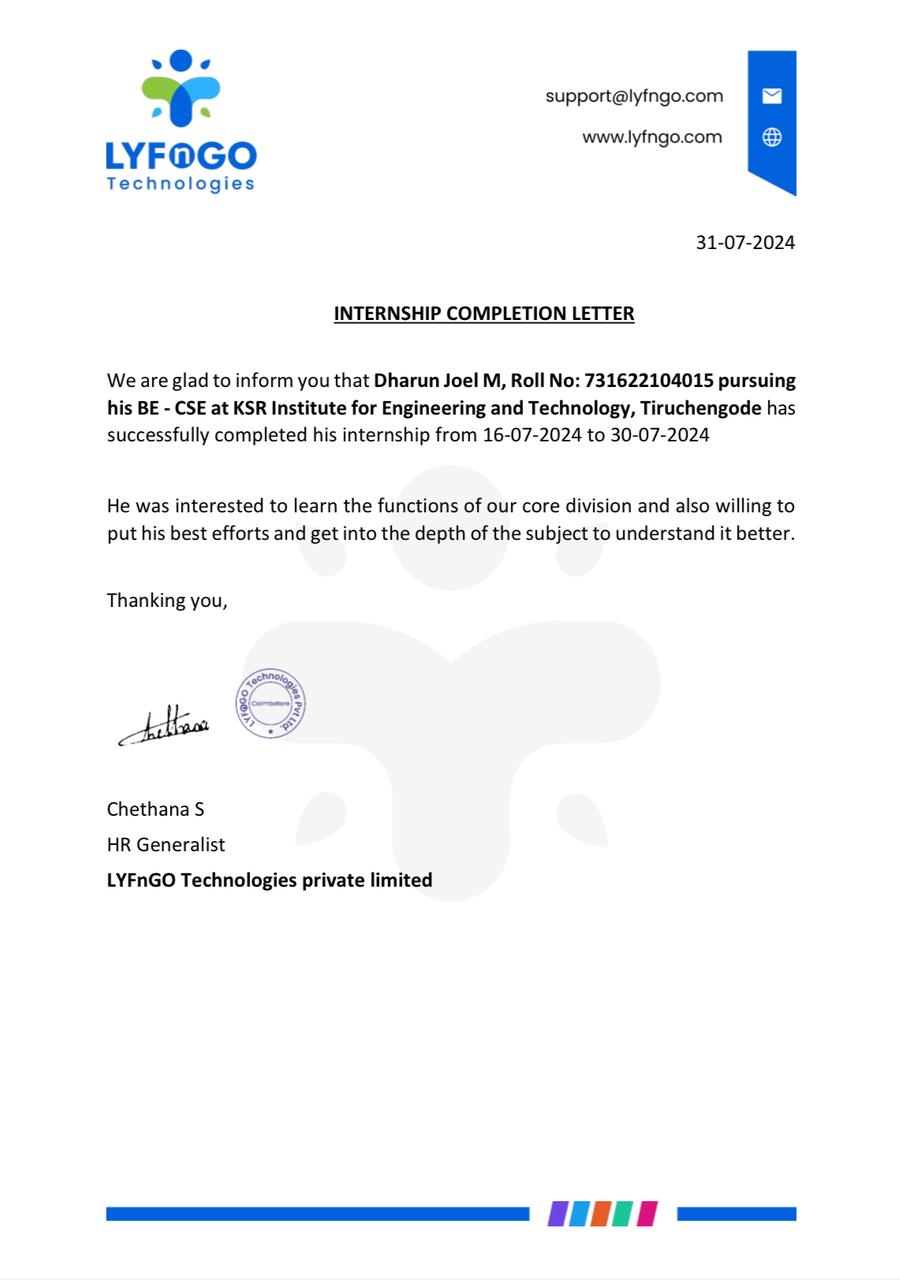 LYFnGO
Technologies
support@lyfngo.com
www.lyfngo.com
31-07-2024
INTERNSHIP COMPLETION LETTER
We are glad to inform you that Dharun Joel M, Roll No: 731622104015 pursuing
his BE - CSE at KSR Institute for Engineering and Technology, Tiruchengode has
successfully completed his internship from 16-07-2024 to 30-07-2024
He was interested to learn the functions of our core division and also willing to
put his best efforts and get into the depth of the subject to understand it better.
Thanking you,
Chethana
LYFnGO Technologies Pvt Ltd.
Coimbatore
Chethana S
HR Generalist
LYFnGO Technologies private limited